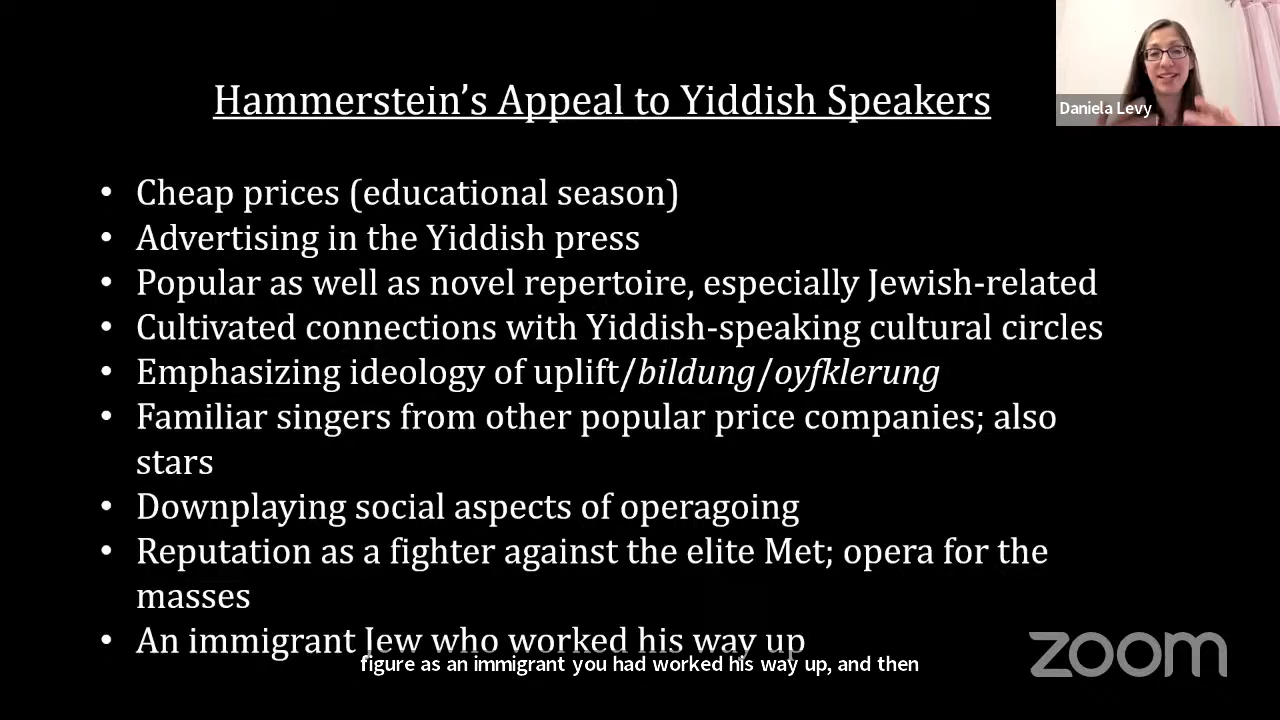 Hammerstein’s Appeal to Yiddish Speakers
Daniela Levy
• Cheap prices (educational season)
• Advertising in the Yiddish press
• Popular as well as novel repertoire, especially Jewish-related
• Cultivated connections with Yiddish-speaking cultural circles
• Emphasizing ideology of uplift/bildung/oyfklerung
• Familiar singers from other popular price companies; also
stars
• Downplaying social aspects of operagoing
• Reputation as a fighter against the elite Met; opera for the
masses
• An immigrant Jew who worked his way up
figure as an immigrant you had worked his way up, and then
zoom